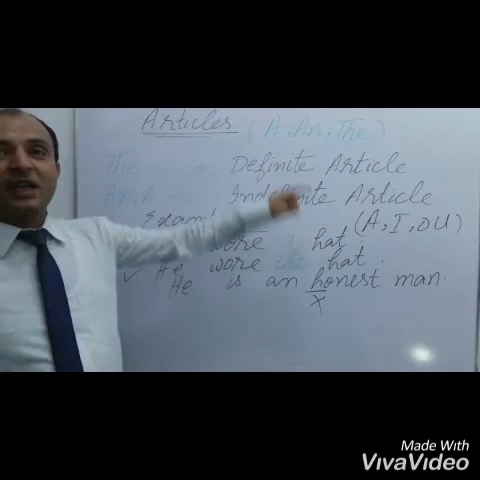 Articles (A, An, The)
The - Definite Article
An, A - Indefinite Article
Exam (A, I, O U)
wore hat.
✓ He wore the hat.
He is an honest man.
x
Made With
VivaVideo